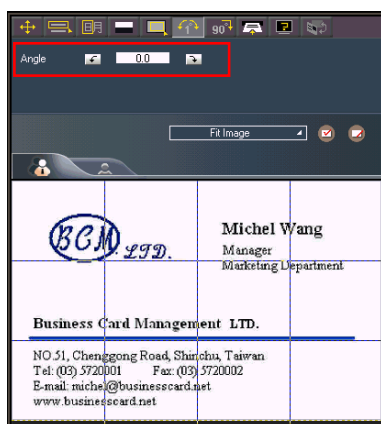 1
90°
Angle 0.0
Fit Image
BCM LTD.
Michel Wang
Manager
Marketing Department
Business Card Management LTD.
NO.51, Chenggong Road, Shinchu, Taiwan
Tel: (03) 5720001 Fax: (03) 5720002
E-mail: michel@businesscard.net
www.businesscard.net